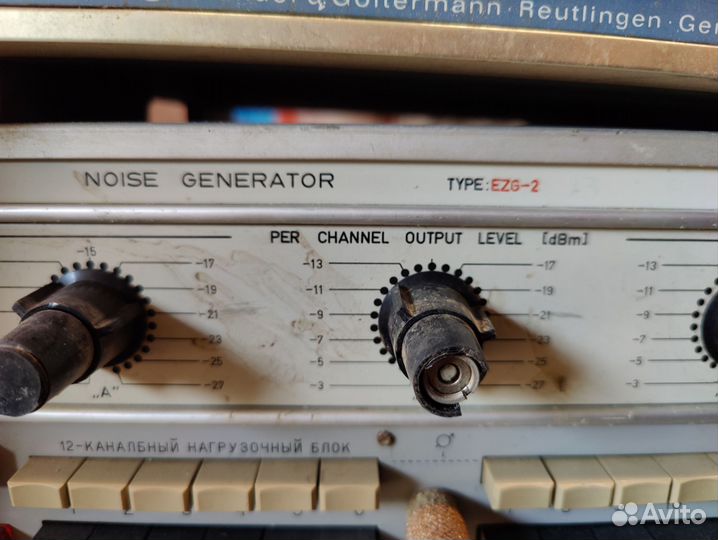 Goltermann · Reutlingen ·
NOISE GENERATOR TYPE: EZG-2
PER CHANNEL OUTPUT LEVEL [dBm]
-15 -17 -13 -17 -13
-19 -11 -19 -11
-21 -9 -21 -9
-23 -7 -23 -7
-25 -5 -25 -5
„A" -27 -3 -27 -3
12-КАНАЛЬНЫЙ НАГРУЗОЧНЫЙ БЛОК
Avito